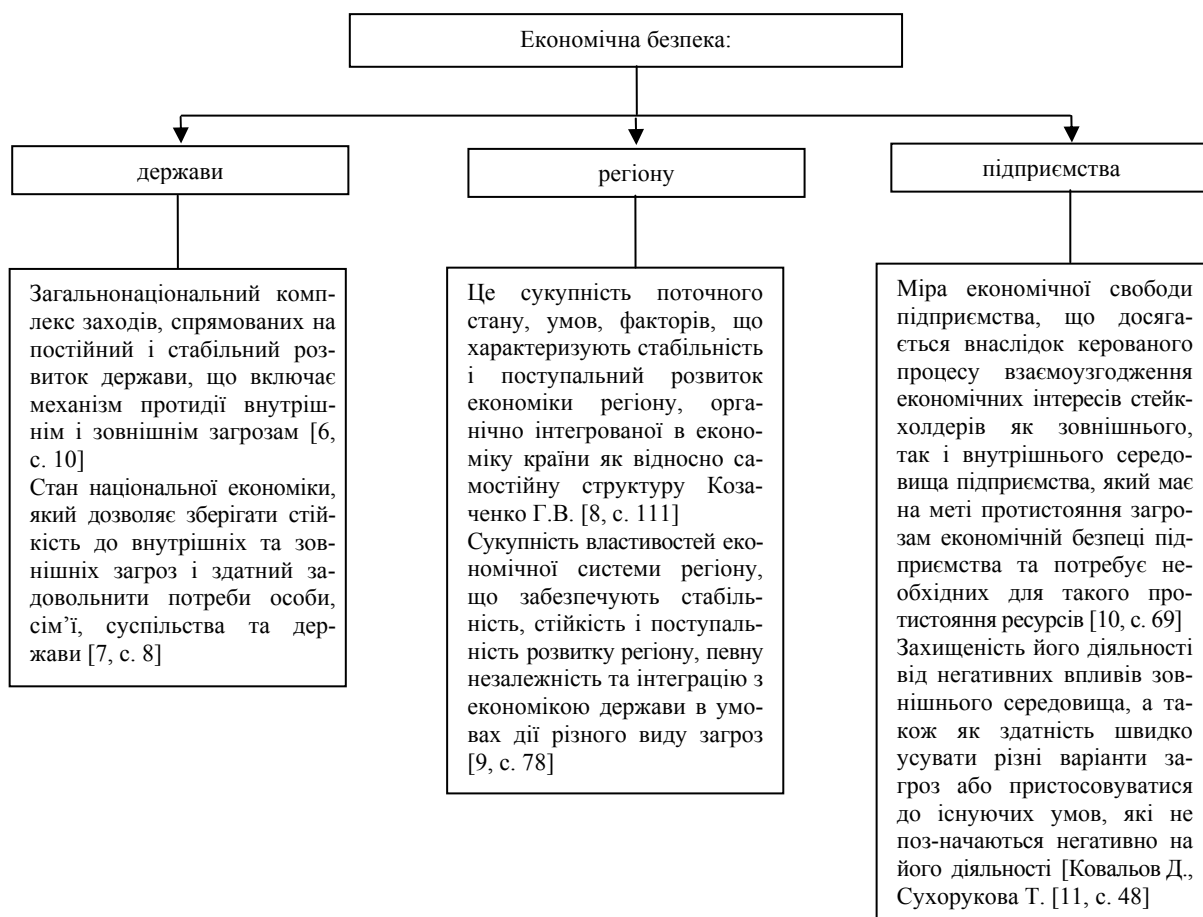 Економічна безпека:
держави
регіону
підприємства
Загальнонаціональний комп-
лекс заходів, спрямованих на
постійний і стабільний роз-
виток держави, що включає
механізм протидії внутріш-
нім і зовнішнім загрозам [6,
с. 10]
Стан національної економіки,
який дозволяє зберігати стій-
кість до внутрішніх та зов-
нішніх загроз і здатний за-
довольнити потреби особи,
сім’ї, суспільства та дер-
жави [7, с. 8]
Це сукупність поточного
стану, умов, факторів, що
характеризують стабільність
і поступальний розвиток
економіки регіону, орга-
нічно інтегрованої в еконо-
міку країни як відносно са-
мостійну структуру Коза-
ченко Г.В. [8, с. 111]
Сукупність властивостей еко-
номічної системи регіону,
що забезпечують стабіль-
ність, стійкість і поступаль-
ність розвитку регіону, певну
незалежність та інтеграцію з
економікою держави в умо-
вах дії різного виду загроз
[9, с. 78]
Міра економічної свободи
підприємства, що досяга-
ється внаслідок керованого
процесу взаємоузгодження
економічних інтересів стейк-
холдерів як зовнішнього,
так і внутрішнього середо-
вища підприємства, який має
на меті протистояння загро-
зам економічній безпеці під-
приємства та потребує не-
обхідних для такого про-
тистояння ресурсів [10, с. 69]
Захищеність його діяльності
від негативних впливів зов-
нішнього середовища, а та-
кож як здатність швидко
усувати різні варіанти за-
гроз або пристосовуватися
до існуючих умов, які не
поз-начаються негативно на
його діяльності [Ковальов Д.,
Сухорукова Т. [11, с. 48]